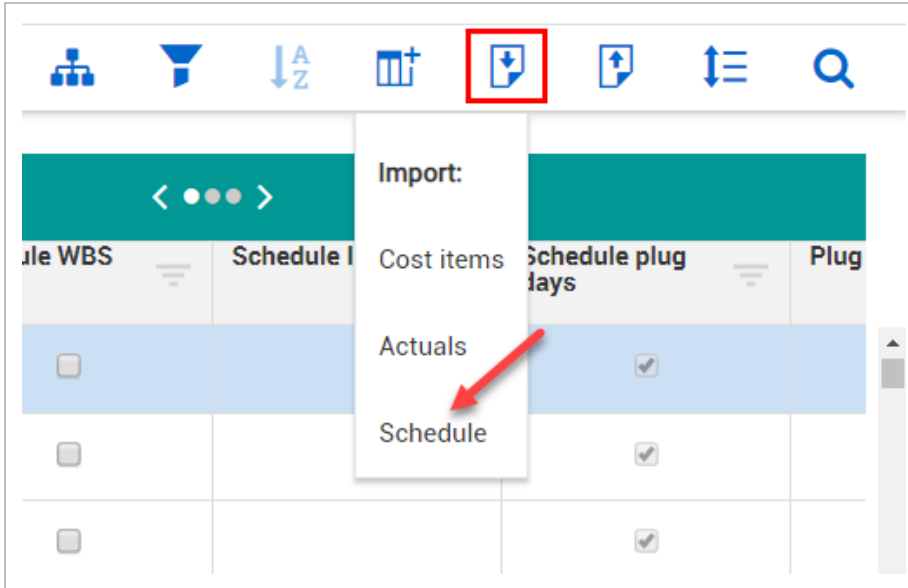 A
Z
Import:
ule WBS
Schedule I
Cost items
Schedule plug
days
Plug
Actuals
Schedule